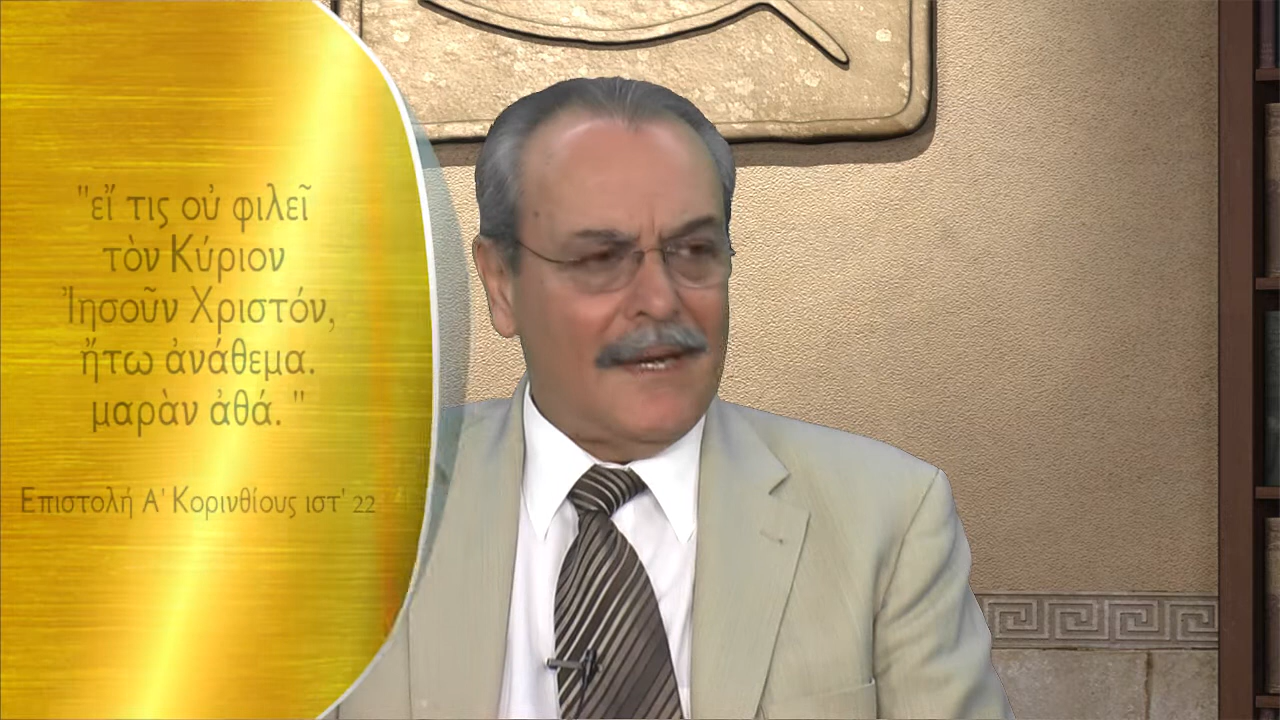 "εἴ τις οὐ φιλεῖ
τὸν Κύριον
Ἰησοῦν Χριστόν,
ἤτω ἀνάθεμα.
μαρὰν ἀθά. "
Επιστολή Α' Κορινθίους ιστ' 22